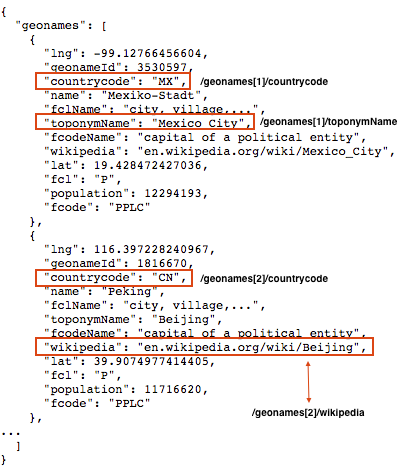 {
"geonames": [
{
"lng": -99.12766456604,
"geonameId": 3530597,
"countrycode": "MX", /geonames[1]/countrycode
"name": "Mexiko-Stadt",
"fclName": "city, village,...",
"toponymName": "Mexico City", /geonames[1]/toponymName
"fcodeName": "capital of a political entity",
"wikipedia": "en.wikipedia.org/wiki/Mexico_City",
"lat": 19.428472427036,
"fcl": "P",
"population": 12294193,
"fcode": "PPLC"
},
{
"lng": 116.397228240967,
"geonameId": 1816670,
"countrycode": "CN", /geonames[2]/countrycode
"name": "Peking",
"fclName": "city, village,...",
"toponymName": "Beijing",
"fcodeName": "capital of a political entity",
"wikipedia": "en.wikipedia.org/wiki/Beijing",
"lat": 39.9074977414405,
"fcl": "P",
"population": 11716620,
"fcode": "PPLC"
/geonames[2]/wikipedia
},
...
]
}